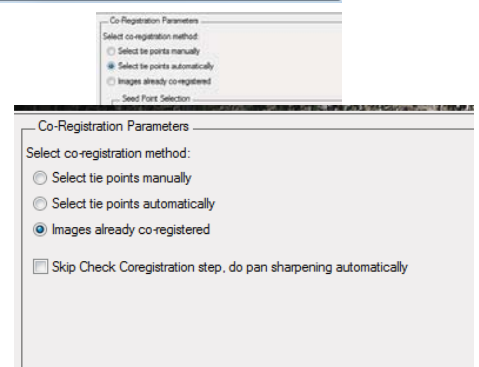 Co-Registration Parameters
Select co-registration method:
Select tie points manually
Select tie points automatically
Images already co-registered
Seed Point Selection
Co-Registration Parameters
Select co-registration method:
Select tie points manually
Select tie points automatically
Images already co-registered
Skip Check Coregistration step, do pan sharpening automatically